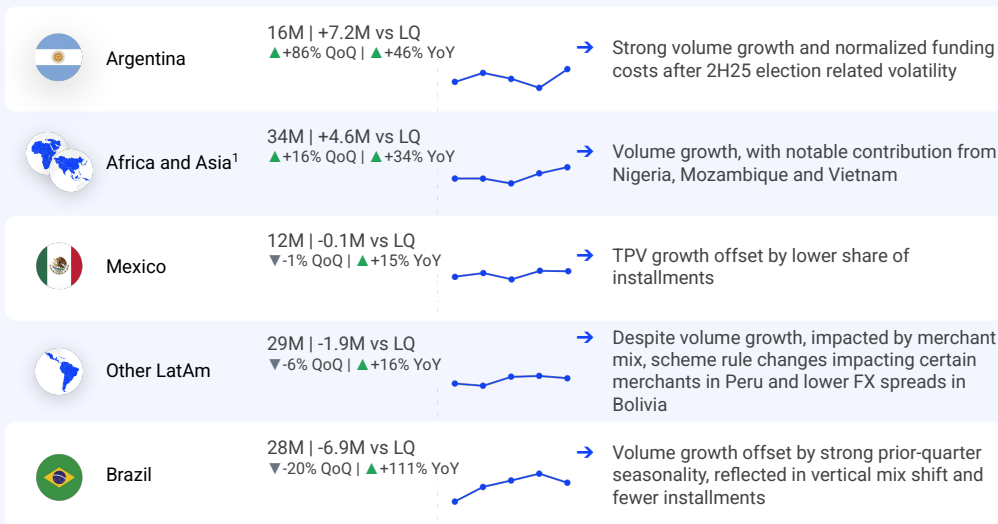 Argentina
16M | +7.2M vs LQ
▲+86% QoQ | ▲+46% YoY
➔ Strong volume growth and normalized funding
costs after 2H25 election related volatility
Africa and Asia¹
34M | +4.6M vs LQ
▲+16% QoQ | ▲+34% YoY
➔ Volume growth, with notable contribution from
Nigeria, Mozambique and Vietnam
Mexico
12M | -0.1M vs LQ
▼-1% QoQ | ▲+15% YoY
➔ TPV growth offset by lower share of
installments
Other LatAm
29M | -1.9M vs LQ
▼-6% QoQ | ▲+16% YoY
➔ Despite volume growth, impacted by merchant
mix, scheme rule changes impacting certain
merchants in Peru and lower FX spreads in
Bolivia
Brazil
28M | -6.9M vs LQ
▼-20% QoQ | ▲+111% YoY
➔ Volume growth offset by strong prior-quarter
seasonality, reflected in vertical mix shift and
fewer installments